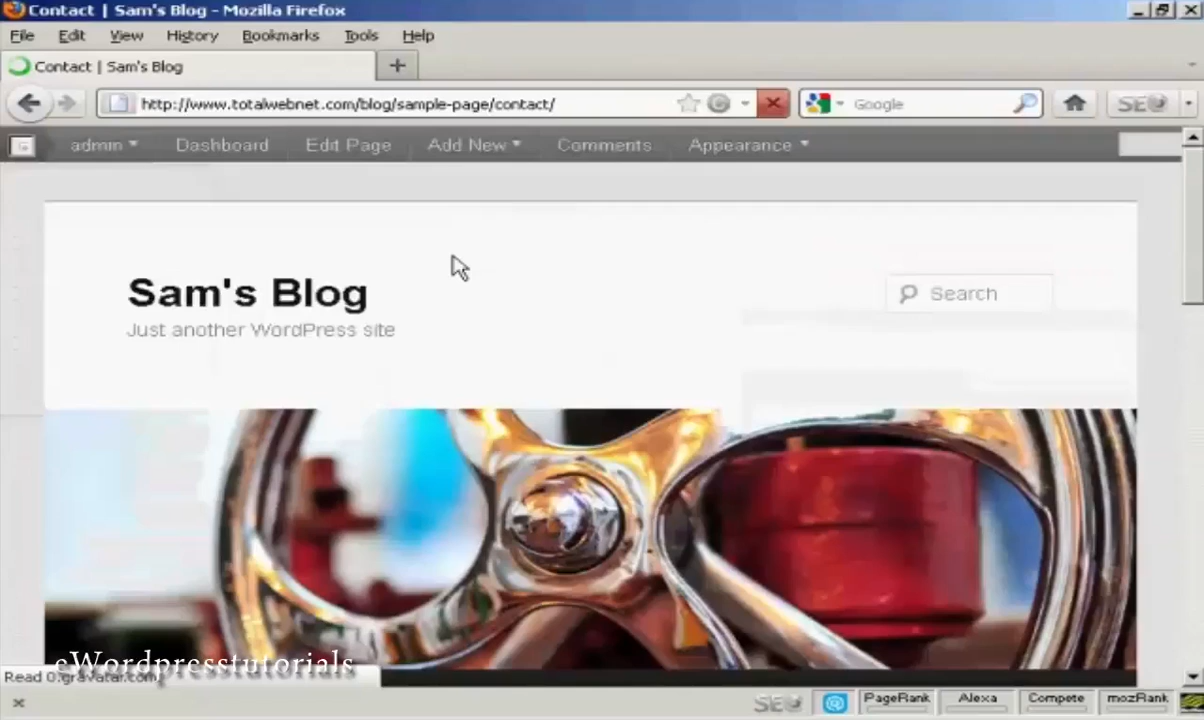 Contact | Sam's Blog - Mozilla Firefox
File Edit View History Bookmarks Tools Help
Contact | Sam's Blog
http://www.totalwebnet.com/blog/sample-page/contact/ Google SEO
admin Dashboard Edit Page Add New Comments Appearance
Sam's Blog Search
Just another WordPress site
eWordpresstutorials
Read 0.gravatar.com
SEO PageRank Alexa Compete mozRank